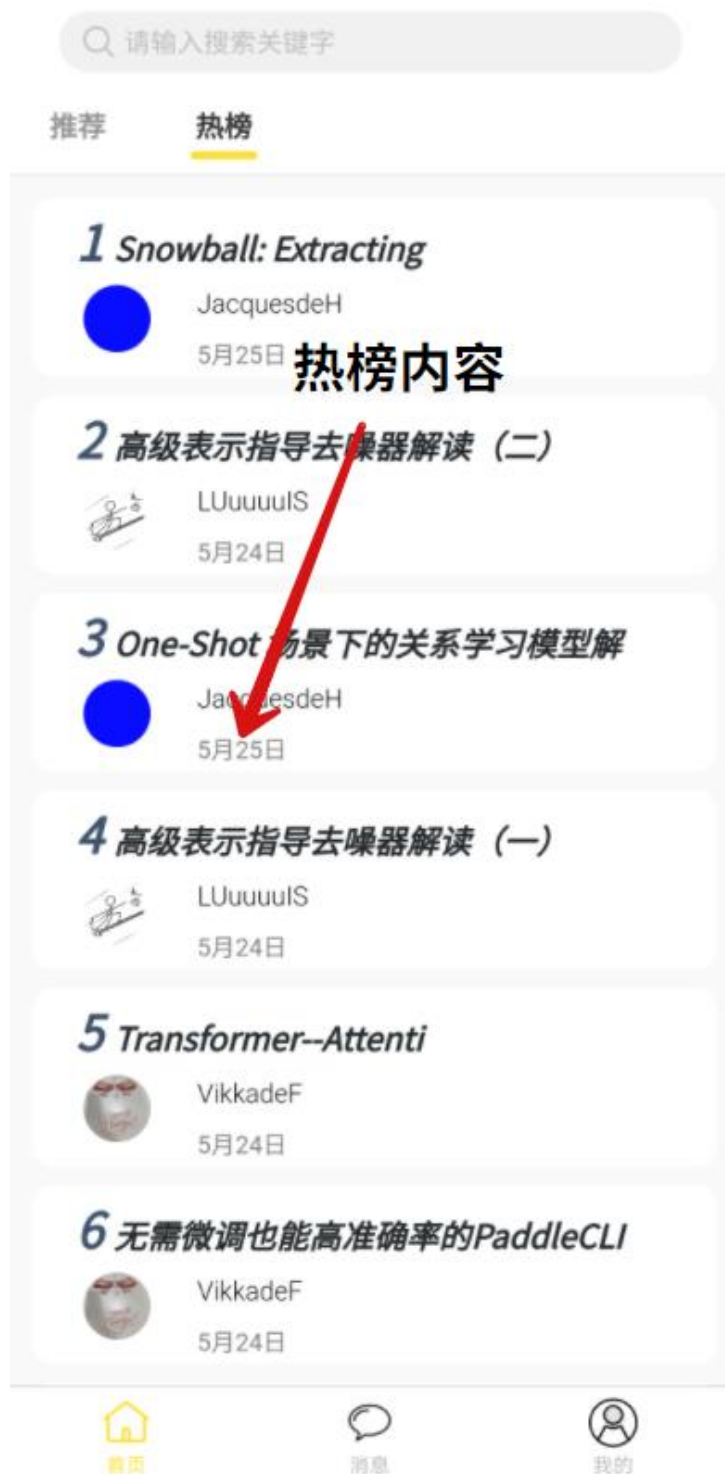 请输入搜索关键字
推荐 热榜
1 Snowball: Extracting
JacquesdeH
5月25日
热榜内容
2 高级表示指导去噪器解读（二）
LUuuuuIS
5月24日
3 One-Shot 场景下的关系学习模型解
JacquesdeH
5月25日
4 高级表示指导去噪器解读（一）
LUuuuuIS
5月24日
5 Transformer--Attenti
VikkadeF
5月24日
6 无需微调也能高准确率的PaddleCLI
VikkadeF
5月24日
首页 消息 我的